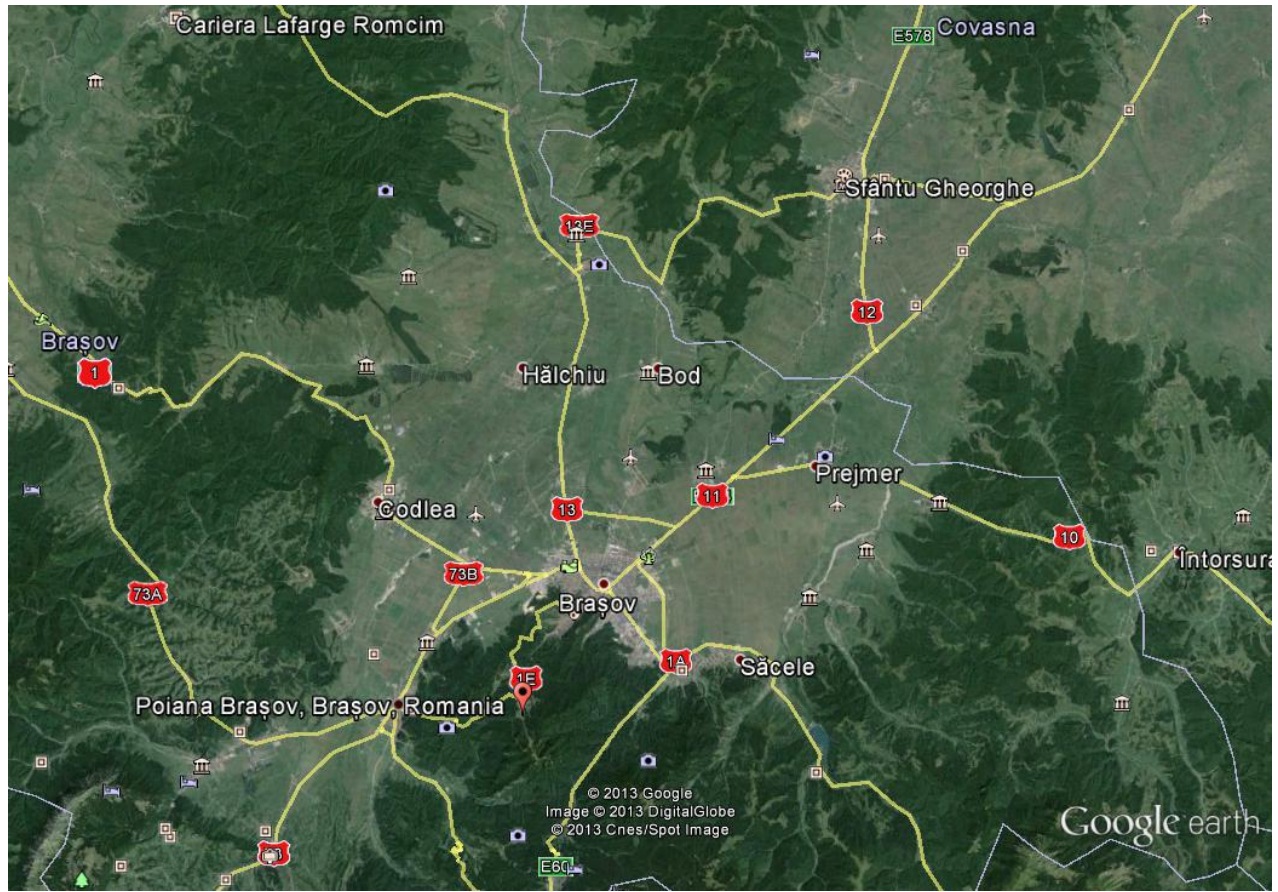 Cariera Lafarge Romcim
E578
Covasna
Sfântu Gheorghe
13E
12
Brașov
1
Hălchiu
Bod
Prejmer
11
Codlea
13
10
Întorsura
73B
73A
Brașov
1A
Săcele
1E
Poiana Brașov, Brașov, Romania
© 2013 Google
Image © 2013 DigitalGlobe
© 2013 Cnes/Spot Image
Google earth
E60